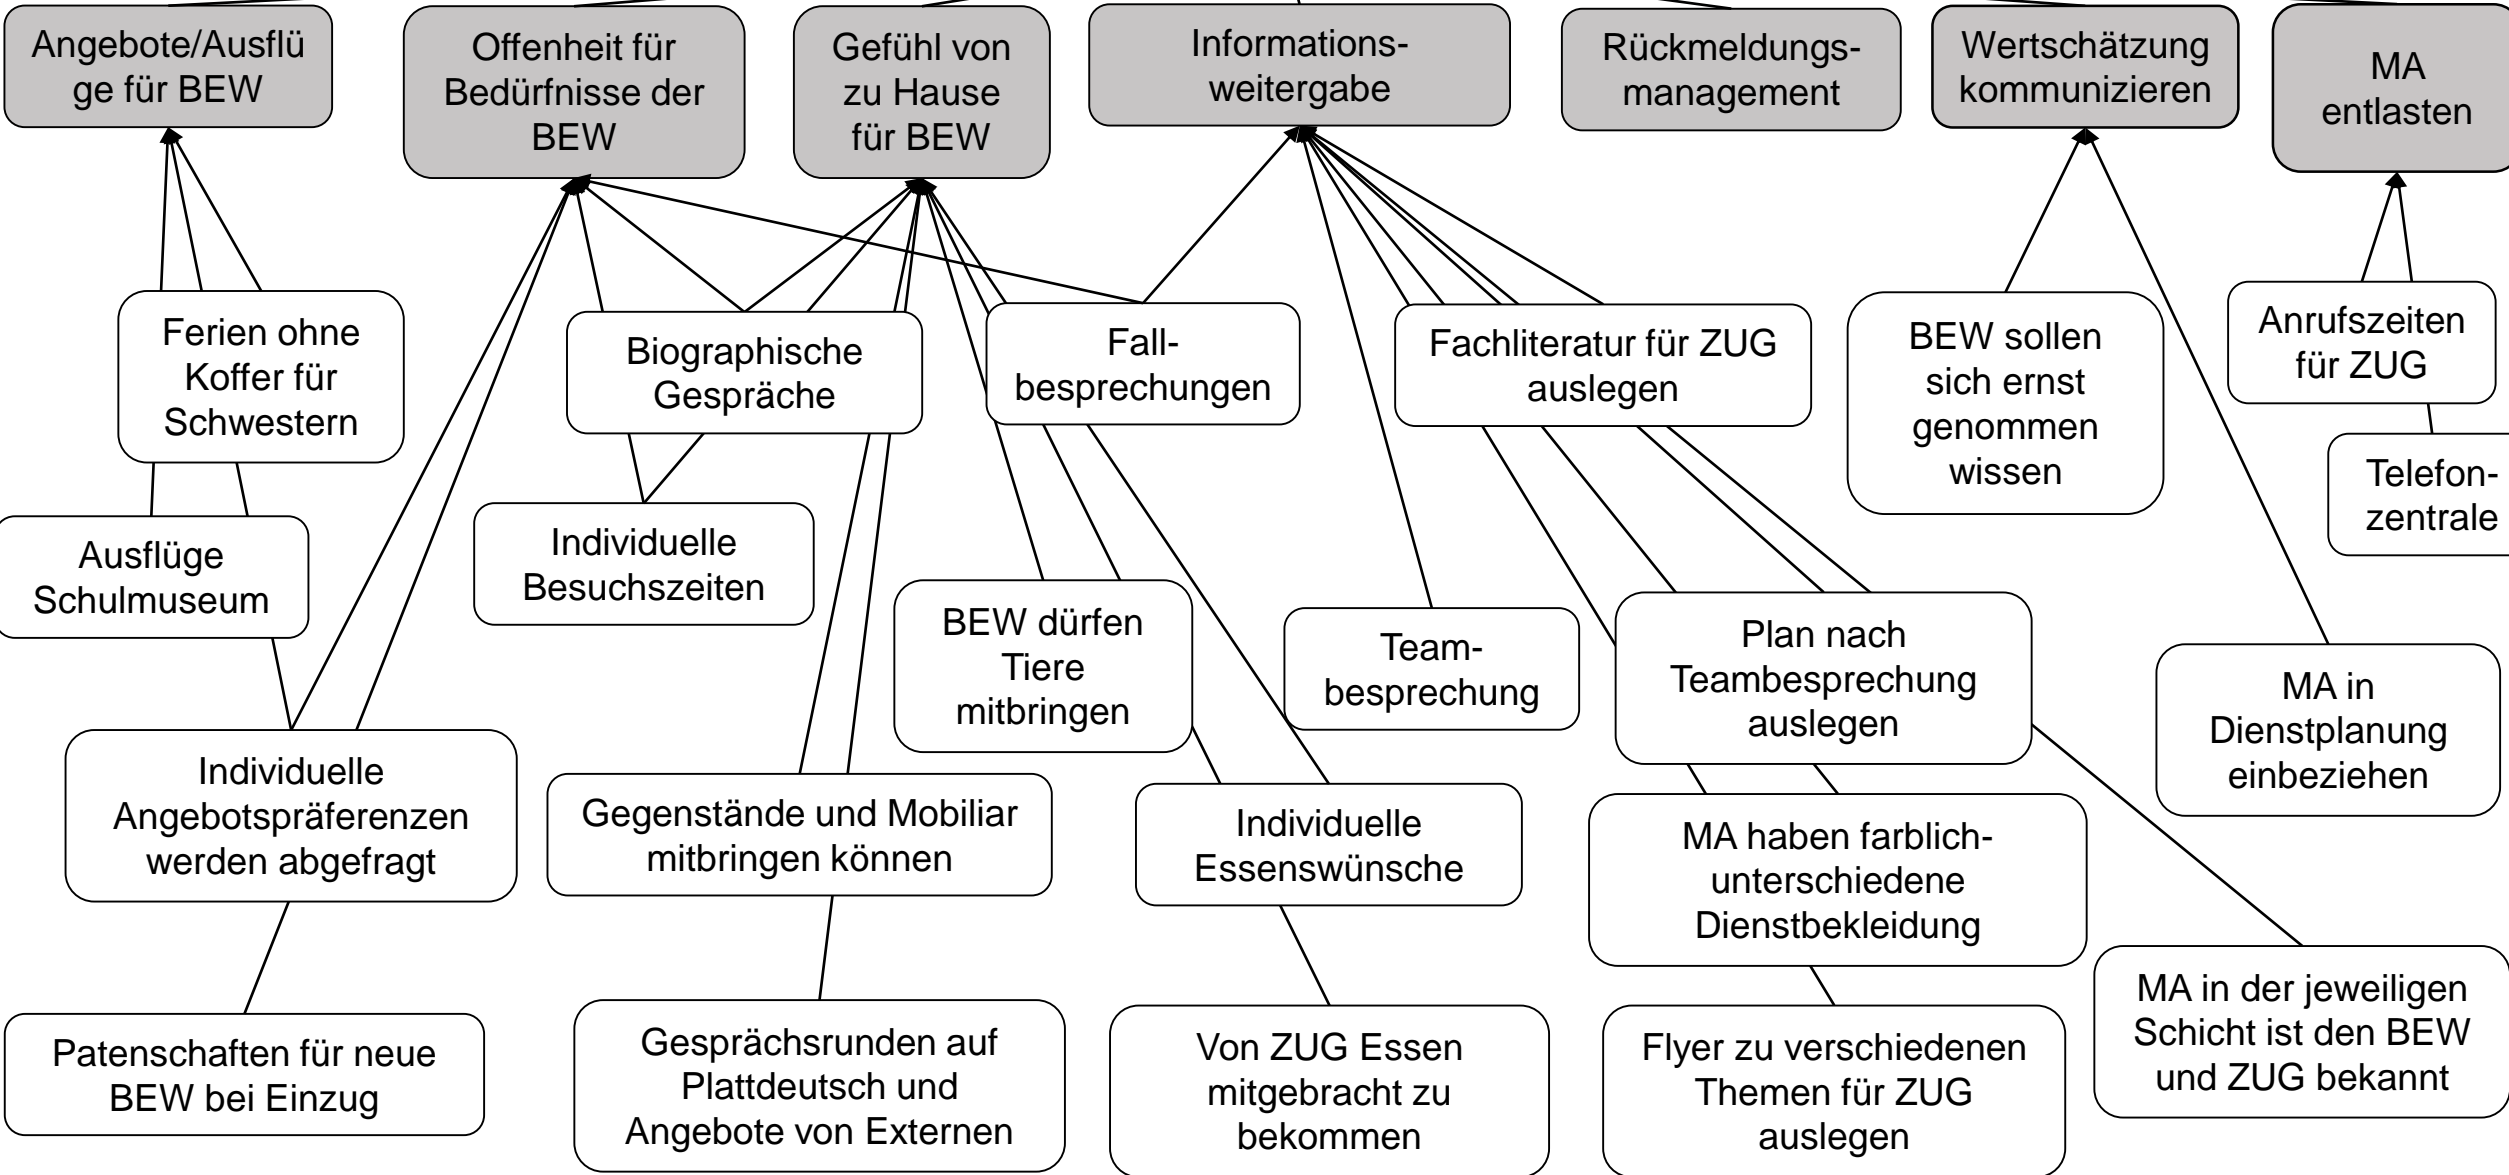 Angebote/Ausflü
ge für BEW
Offenheit für
Bedürfnisse der
BEW
Gefühl von
zu Hause
für BEW
Informations-
weitergabe
Rückmeldungs-
management
Wertschätzung
kommunizieren
MA
entlasten
Ferien ohne
Koffer für
Schwestern
Biographische
Gespräche
Fall-
besprechungen
Fachliteratur für ZUG
auslegen
BEW sollen
sich ernst
genommen
wissen
Anrufszeiten
für ZUG
Telefon-
zentrale
Ausflüge
Schulmuseum
Individuelle
Besuchszeiten
BEW dürfen
Tiere
mitbringen
Team-
besprechung
Plan nach
Teambesprechung
auslegen
MA in
Dienstplanung
einbeziehen
Individuelle
Angebotspräferenzen
werden abgefragt
Gegenstände und Mobiliar
mitbringen können
Individuelle
Essenswünsche
MA haben farblich-
unterschiedene
Dienstbekleidung
MA in der jeweiligen
Schicht ist den BEW
und ZUG bekannt
Patenschaften für neue
BEW bei Einzug
Gesprächsrunden auf
Plattdeutsch und
Angebote von Externen
Von ZUG Essen
mitgebracht zu
bekommen
Flyer zu verschiedenen
Themen für ZUG
auslegen